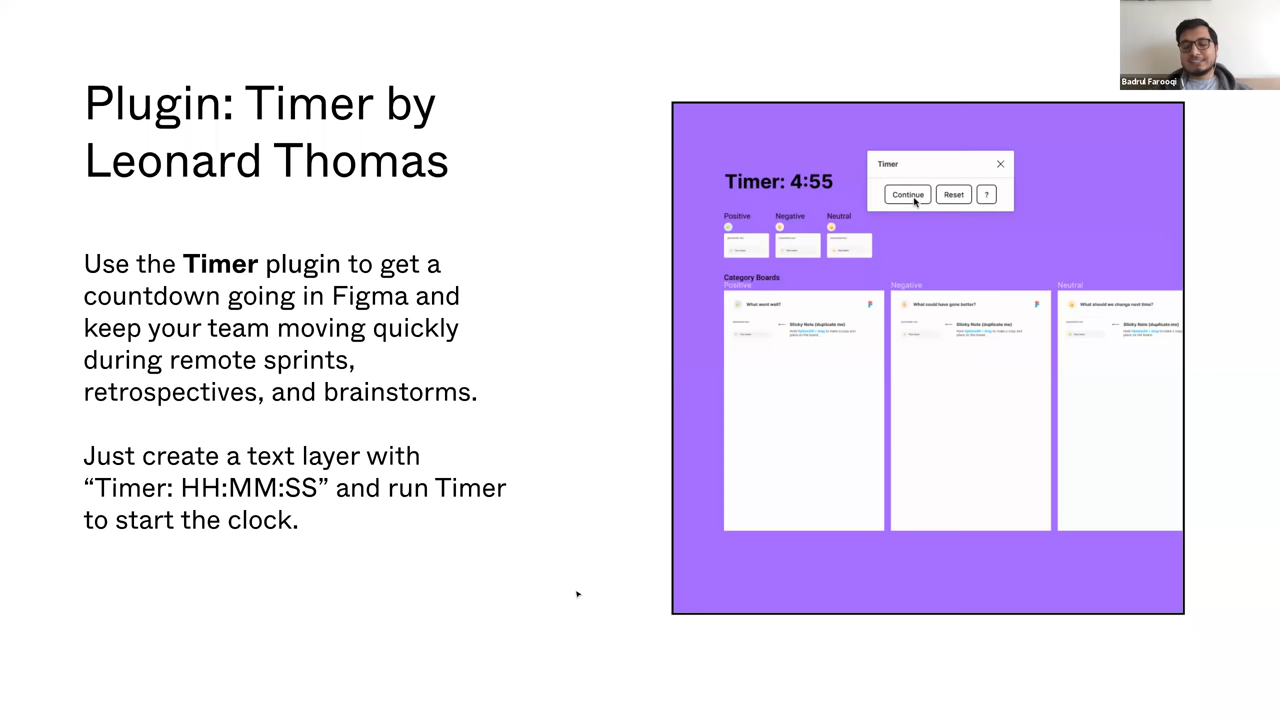 Plugin: Timer by
Leonard Thomas
Use the Timer plugin to get a
countdown going in Figma and
keep your team moving quickly
during remote sprints,
retrospectives, and brainstorms.
Just create a text layer with
“Timer: HH:MM:SS” and run Timer
to start the clock.
Badrul Farooqi
Timer: 4:55
Timer
Continue Reset ?
Positive Negative Neutral
Category Boards
Positive Negative Neutral
What went well? What could have gone better? What should we change next time?
Sticky Note (duplicate me) Sticky Note (duplicate me) Sticky Note (duplicate me)